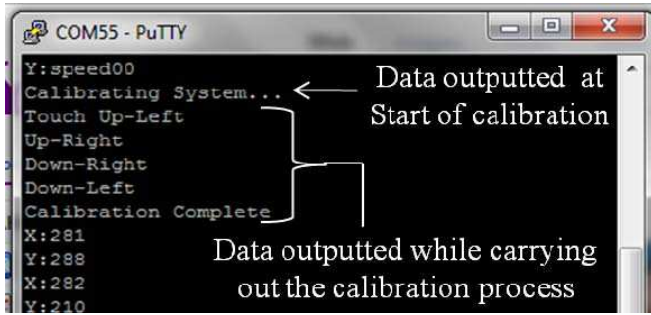 COM55 - PuTTY
Y:speed00
Calibrating System...
Data outputted at
Start of calibration
Touch Up-Left
Up-Right
Down-Right
Down-Left
Calibration Complete
Data outputted while carrying
out the calibration process
X:281
Y:288
X:282
Y:210